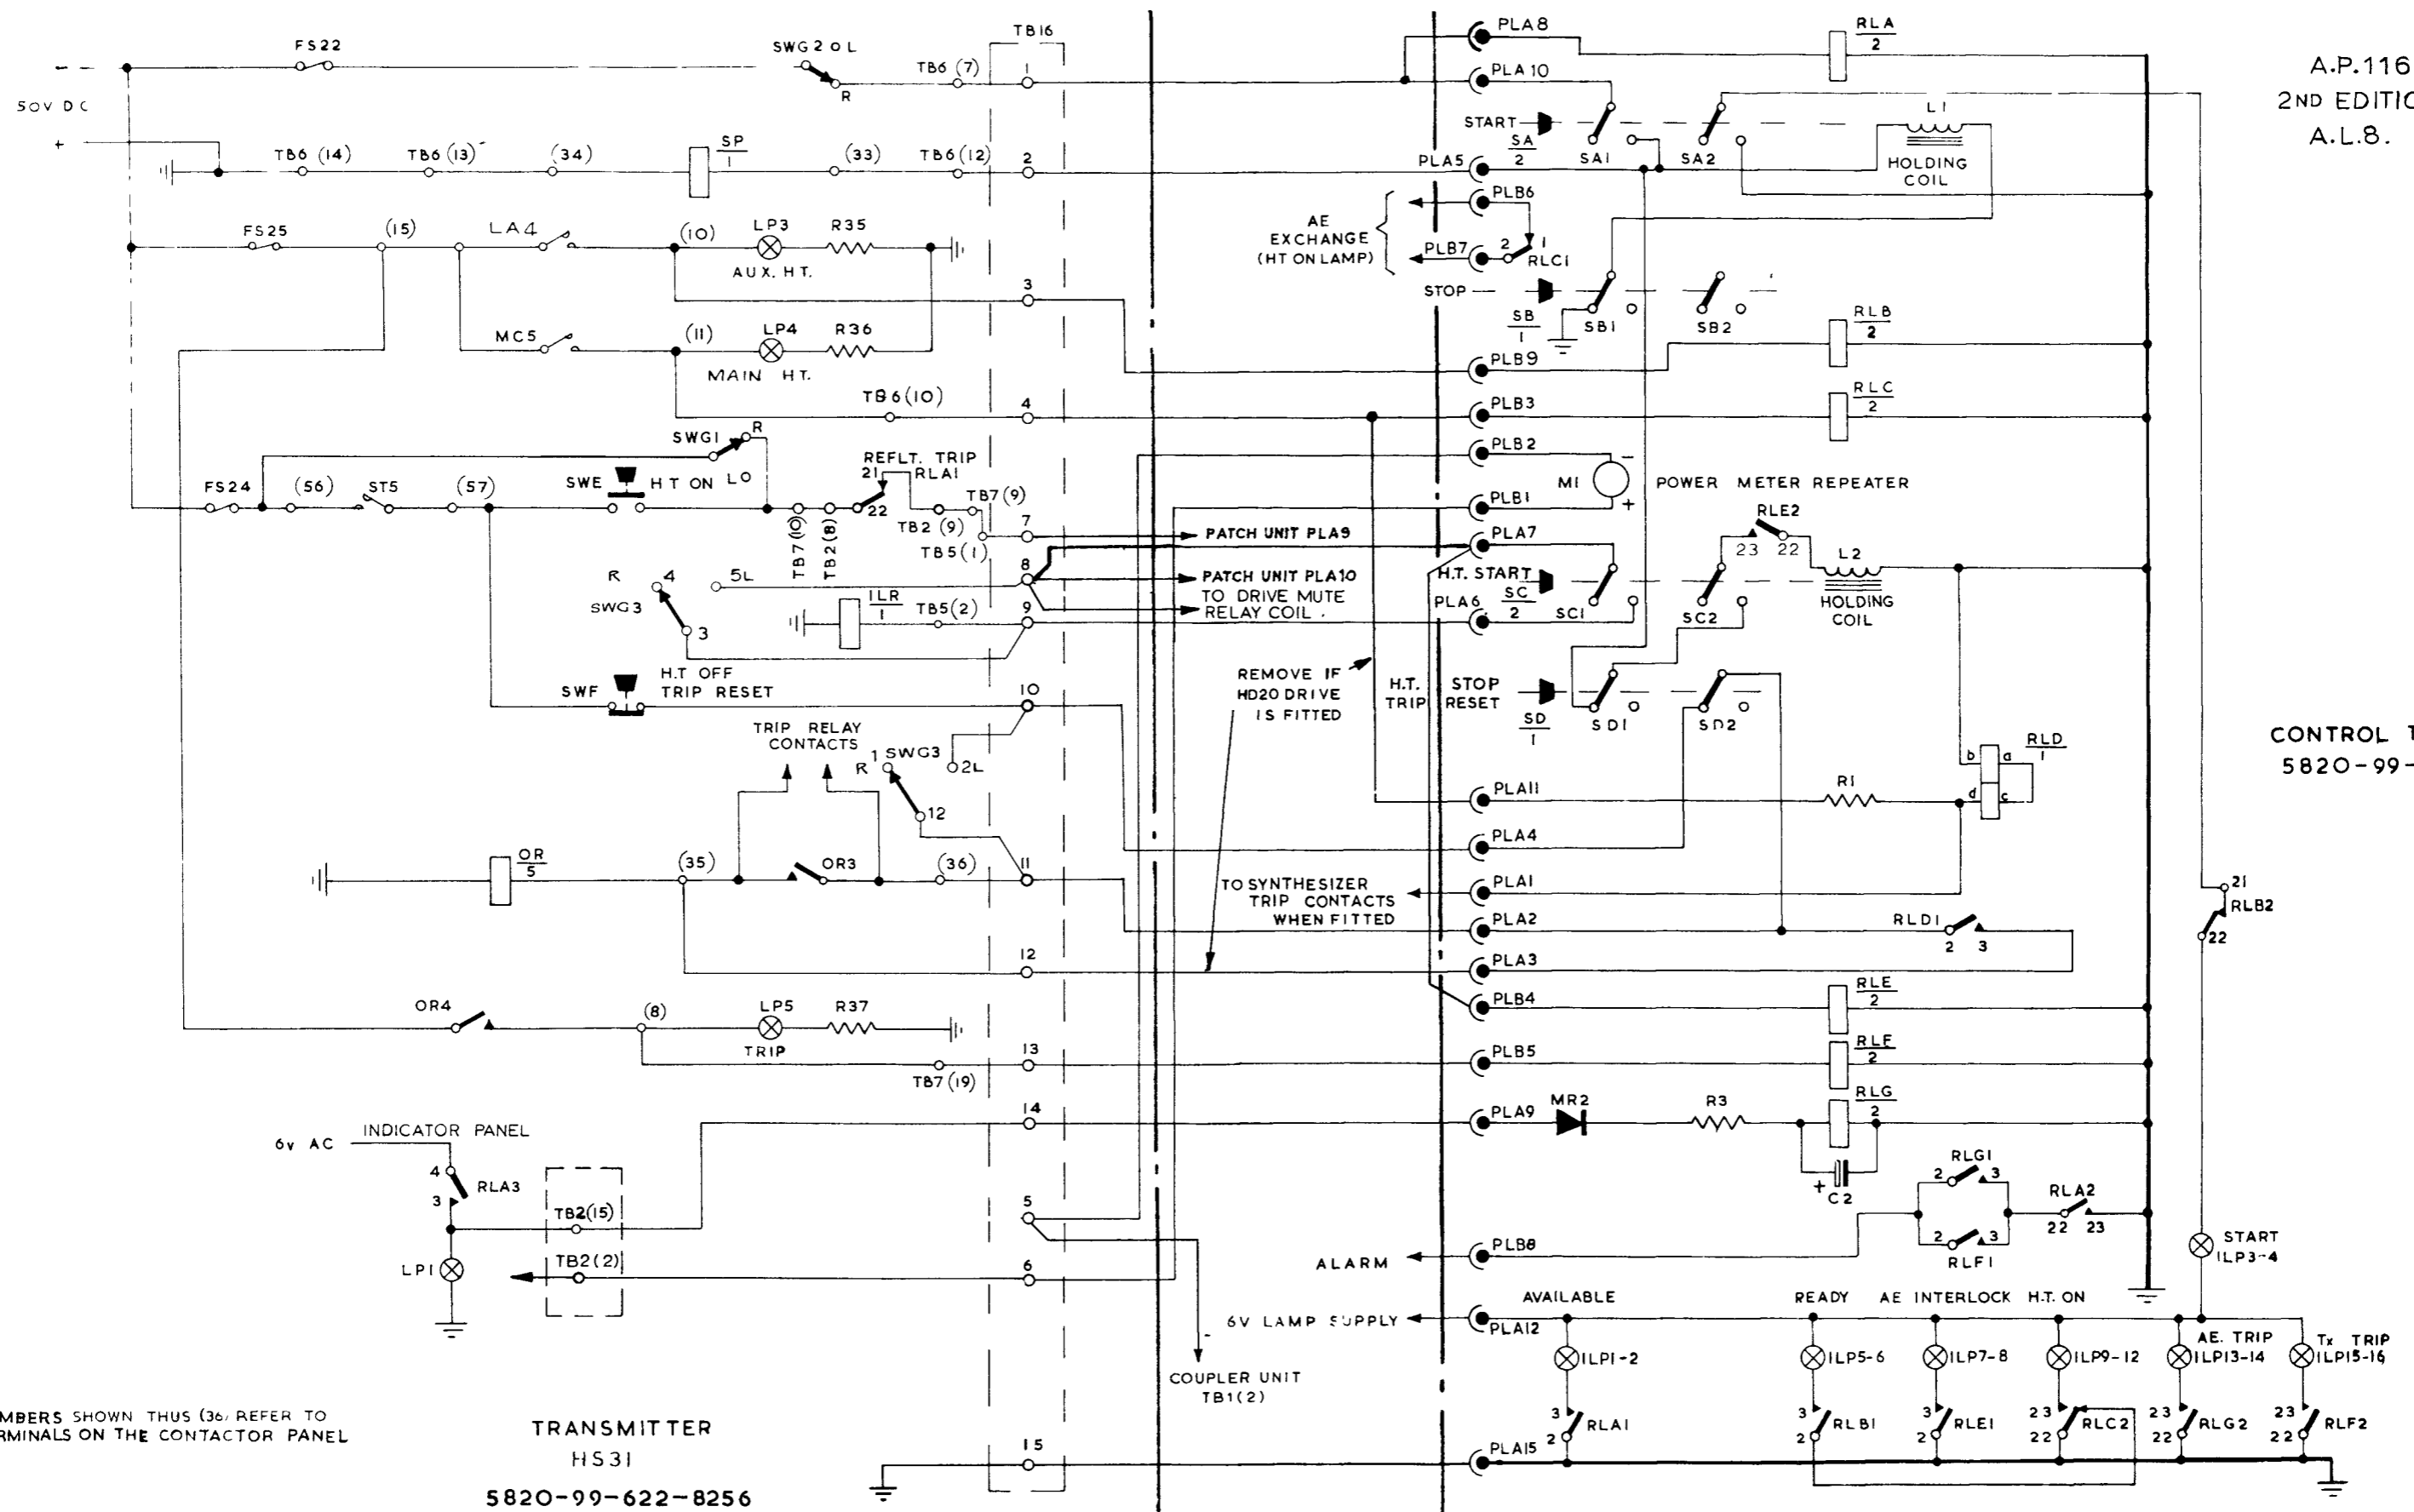 FS22
SWG2 O L
R
TB6 (7)
TB16
1
PLA8
RLA
2
A.P.116
2ND EDITIO
A.L.8.
-
50V DC
+
PLA10
START
SA
2
SA1
SA2
L1
HOLDING
COIL
TB6 (14)
TB6 (13)
(34)
SP
1
(33)
TB6 (12)
2
PLA5
PLB6
AE
EXCHANGE
(HT ON LAMP)
PLB7
2
1
RLC1
FS25
(15)
LA4
(10)
LP3
R35
AUX. HT.
3
STOP
SB
1
SB1
SB2
RLB
2
MC5
(11)
LP4
R36
MAIN HT.
PLB9
TB6 (10)
4
PLB3
RLC
2
SWG1
R
LO
PLB2
REFLT. TRIP
21
RLA1
FS24
(56)
ST5
(57)
SWE
H T ON
22
TB7 (10)
TB2 (8)
TB2 (9)
TB7 (9)
TB5 (1)
7
PATCH UNIT PLA9
PLB1
M1
-
+
POWER METER REPEATER
RLE2
23 22
L2
HOLDING
COIL
PLA7
R
4
5L
SWG3
3
ILR
1
TB5 (2)
8
9
PATCH UNIT PLA10
TO DRIVE MUTE
RELAY COIL .
H.T. START
SC
2
PLA6
SC1
SC2
SWF
H.T OFF
TRIP RESET
10
REMOVE IF
HD20 DRIVE
IS FITTED
H.T. STOP
TRIP RESET
SD
1
SD1
SD2
CONTROL
5820-99-
TRIP RELAY
CONTACTS
R
1
SWG3
2L
12
b
a
d
c
RLD
1
PLA11
R1
PLA4
OR
5
(35)
OR3
(36)
11
TO SYNTHESIZER
TRIP CONTACTS
WHEN FITTED
PLA1
PLA2
RLD1
2 3
21
RLB2
22
12
PLA3
PLB4
RLE
2
OR4
(8)
LP5
R37
TRIP
TB7 (19)
13
PLB5
RLF
2
6V AC
INDICATOR PANEL
4
3
RLA3
14
PLA9
MR2
R3
RLG
2
+
C2
RLG1
2 3
RLA2
22 23
2 3
RLF1
TB2(15)
5
LP1
TB2(2)
6
ALARM
PLB8
START
ILP3-4
COUPLER UNIT
TB1(2)
6V LAMP SUPPLY
PLA12
AVAILABLE
READY
AE INTERLOCK
H.T. ON
AE. TRIP
Tx TRIP
ILP1-2
ILP5-6
ILP7-8
ILP9-12
ILP13-14
ILP15-16
3
2
RLA1
3
2
RLB1
3
2
RLE1
23
22
RLC2
23
22
RLG2
23
22
RLF2
MBERS SHOWN THUS (36) REFER TO
RMINALS ON THE CONTACTOR PANEL
TRANSMITTER
HS31
5820-99-622-8256
15
PLA15